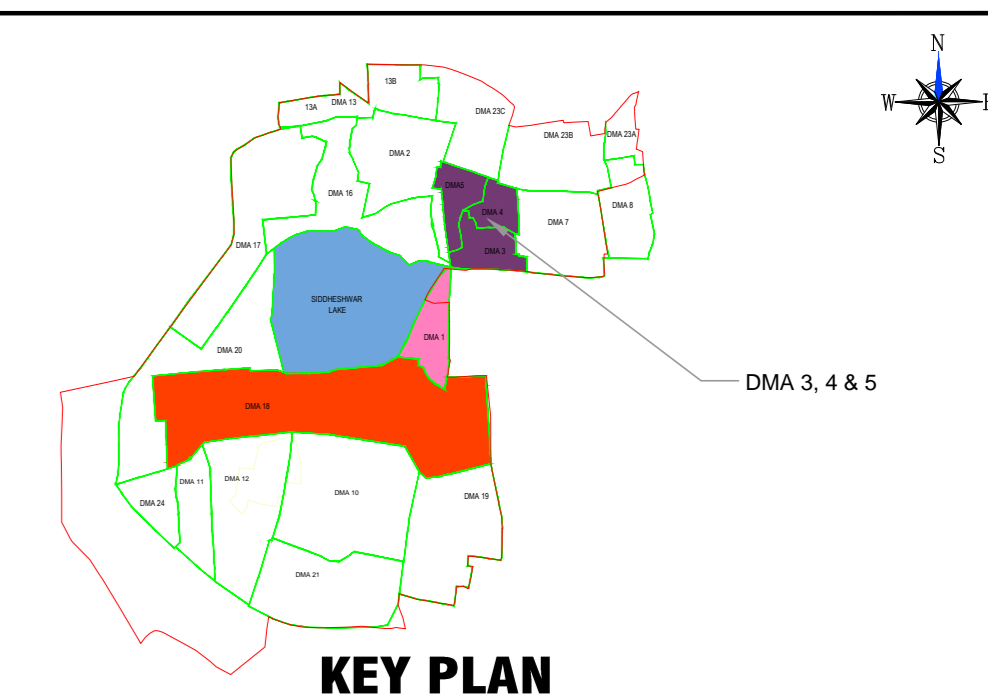 N
W
E
S
13B
13A
DMA 13
DMA 23C
DMA 23B
DMA 23A
DMA 2
DMA5
DMA 16
DMA 4
DMA 8
DMA 7
DMA 17
DMA 3
SIDDHESHWAR
LAKE
DMA 1
DMA 20
DMA 3, 4 & 5
DMA 18
DMA 11
DMA 12
DMA 10
DMA 19
DMA 24
DMA 21
KEY PLAN